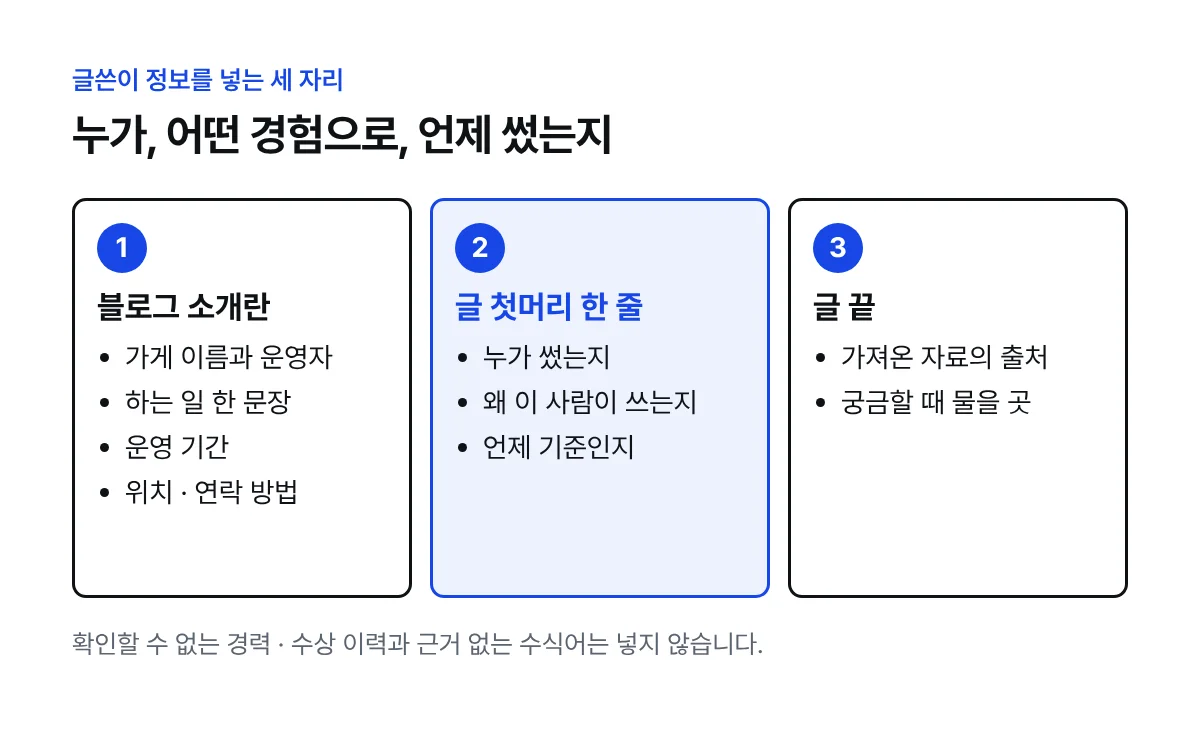 글쓴이 정보를 넣는 세 자리
누가, 어떤 경험으로, 언제 썼는지
1
블로그 소개란
• 가게 이름과 운영자
• 하는 일 한 문장
• 운영 기간
• 위치 · 연락 방법
2
글 첫머리 한 줄
• 누가 썼는지
• 왜 이 사람이 쓰는지
• 언제 기준인지
3
글 끝
• 가져온 자료의 출처
• 궁금할 때 물을 곳
확인할 수 없는 경력 · 수상 이력과 근거 없는 수식어는 넣지 않습니다.